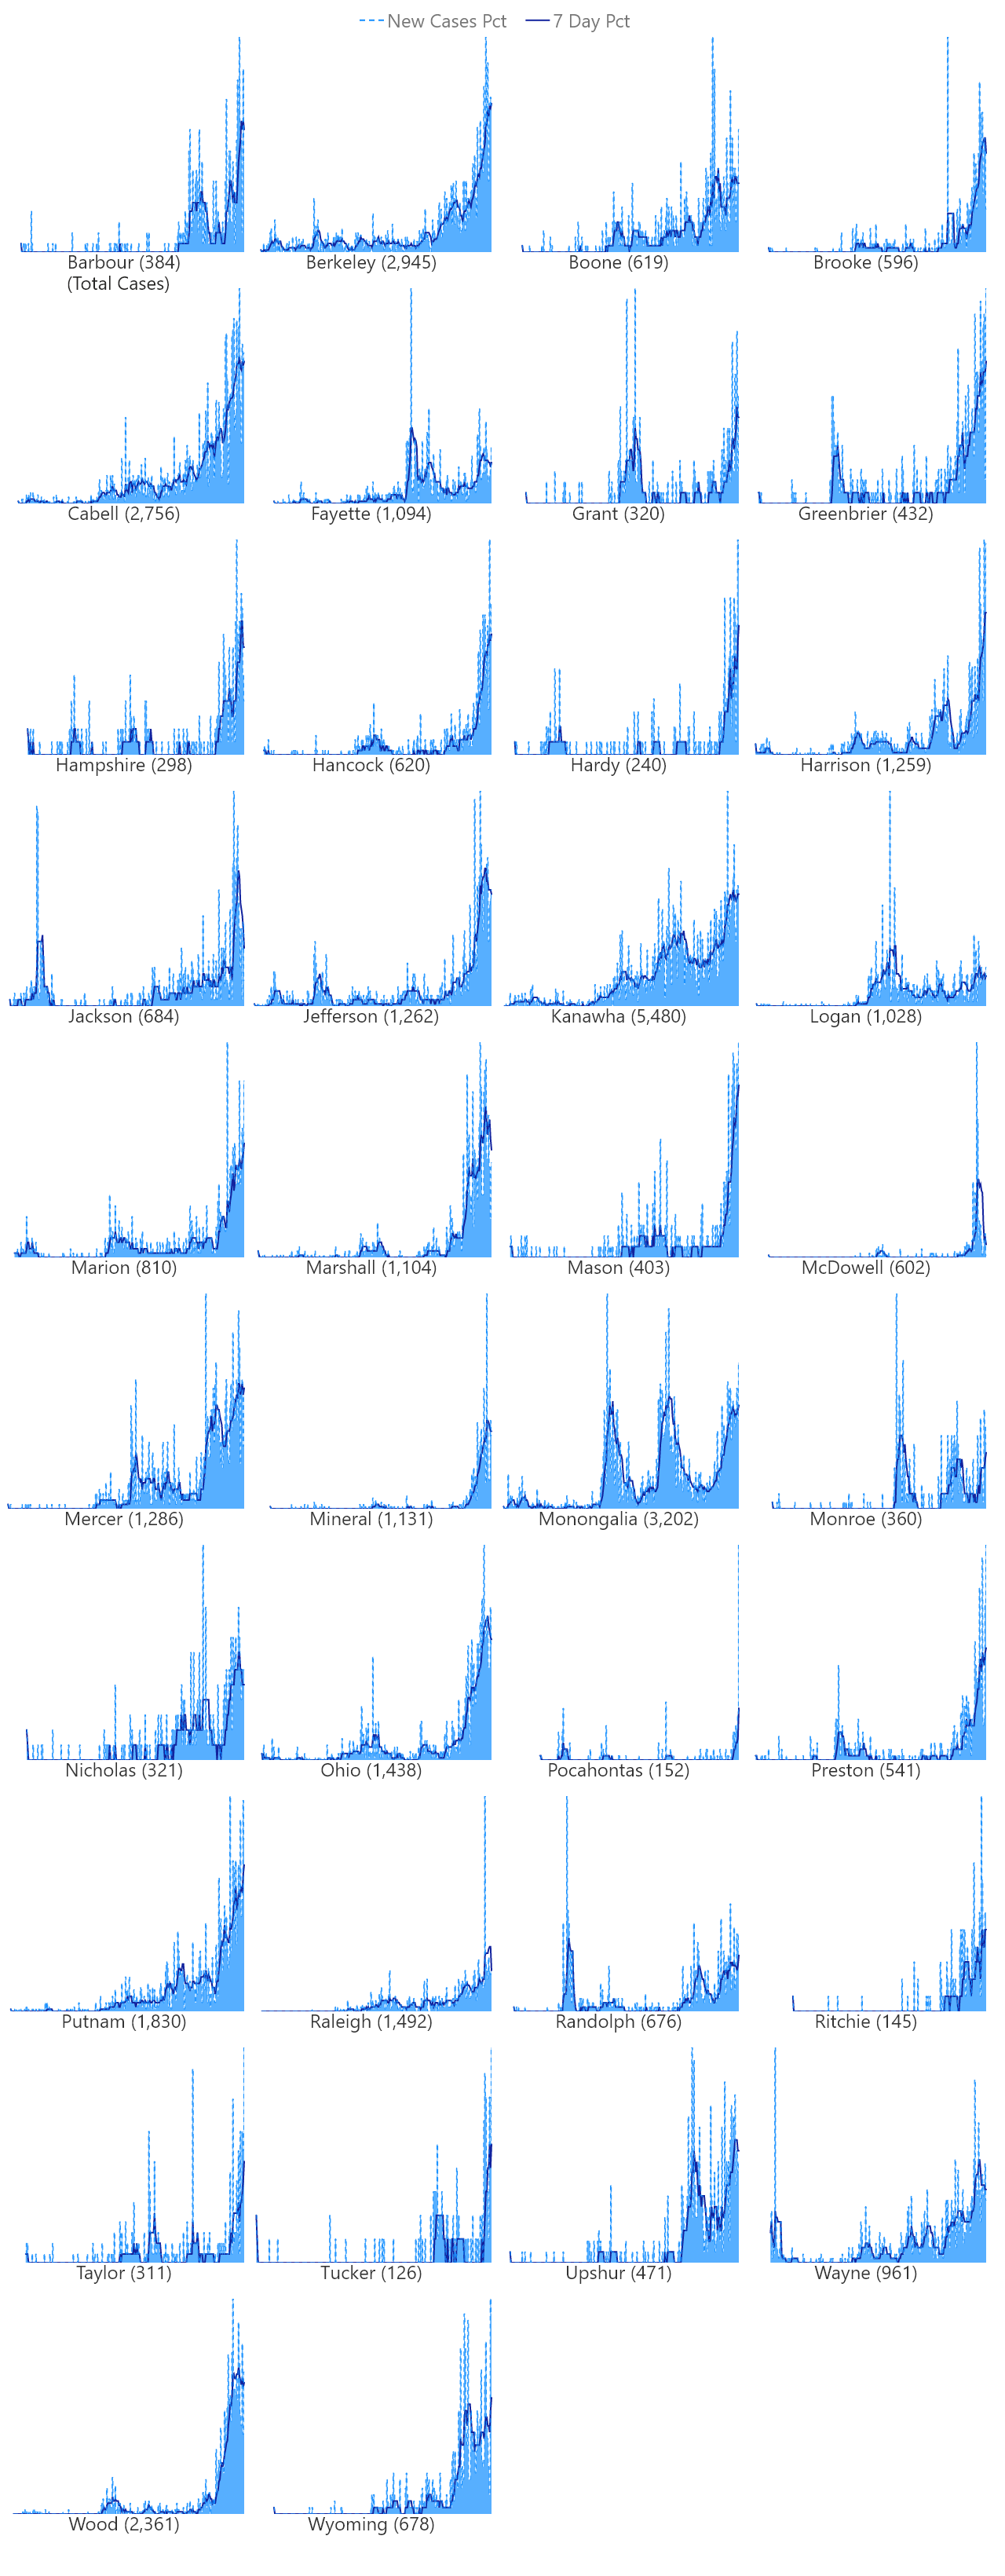 New Cases Pct 7 Day Pct
Barbour (384) Berkeley (2,945) Boone (619) Brooke (596)
(Total Cases)
Cabell (2,756) Fayette (1,094) Grant (320) Greenbrier (432)
Hampshire (298) Hancock (620) Hardy (240) Harrison (1,259)
Jackson (684) Jefferson (1,262) Kanawha (5,480) Logan (1,028)
Marion (810) Marshall (1,104) Mason (403) McDowell (602)
Mercer (1,286) Mineral (1,131) Monongalia (3,202) Monroe (360)
Nicholas (321) Ohio (1,438) Pocahontas (152) Preston (541)
Putnam (1,830) Raleigh (1,492) Randolph (676) Ritchie (145)
Taylor (311) Tucker (126) Upshur (471) Wayne (961)
Wood (2,361) Wyoming (678)